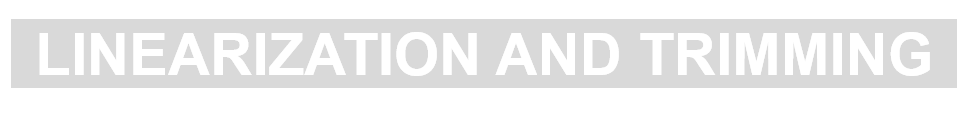 LINEARIZATION AND TRIMMING